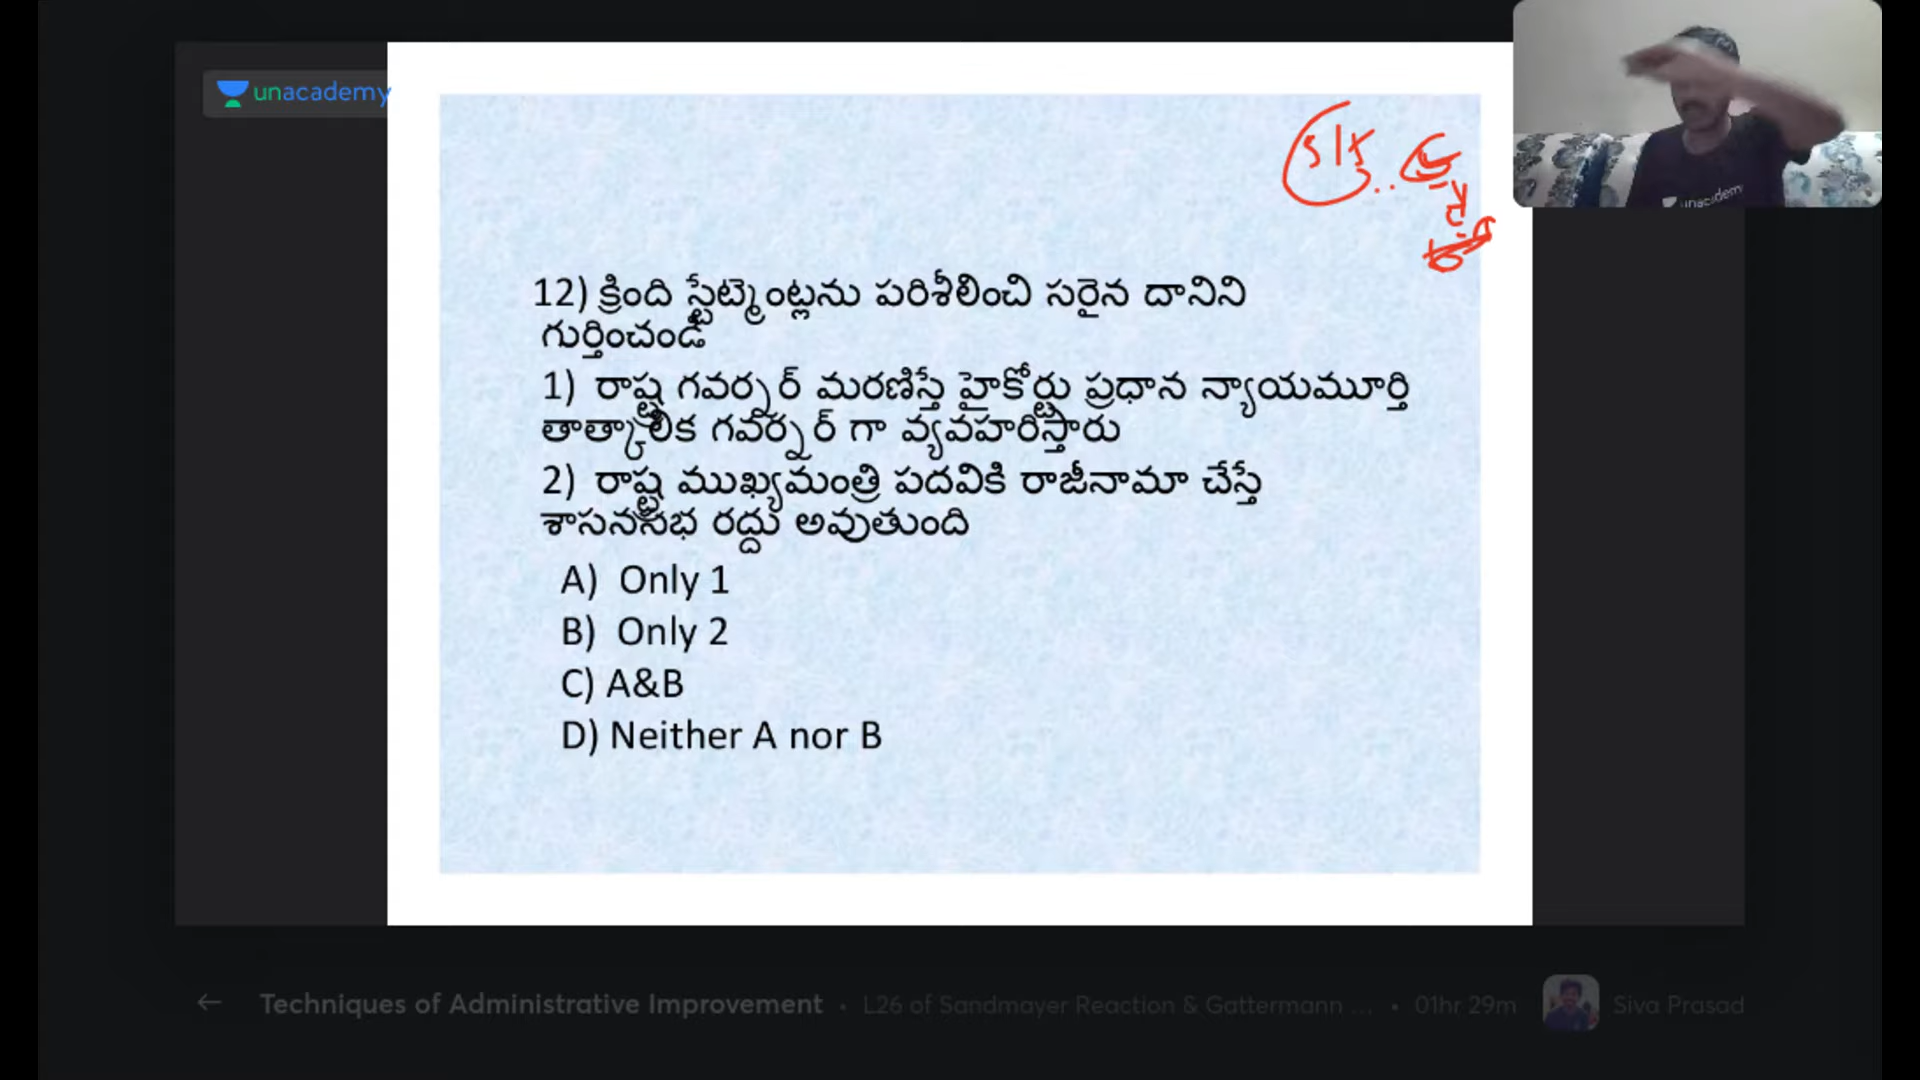 unacademy
12) క్రింది స్టేట్మెంట్లను పరిశీలించి సరైన దానిని
గుర్తించండి
1) రాష్ట్ర గవర్నర్ మరణిస్తే హైకోర్టు ప్రధాన న్యాయమూర్తి
తాత్కాలిక గవర్నర్ గా వ్యవహరిస్తారు
2) రాష్ట్ర ముఖ్యమంత్రి పదవికి రాజీనామా చేస్తే
శాసనసభ రద్దు అవుతుంది
A) Only 1
B) Only 2
C) A&B
D) Neither A nor B
unacademy
← Techniques of Administrative Improvement • L26 of Sandmayer Reaction & Gattermann ... • 01hr 29m Siva Prasad